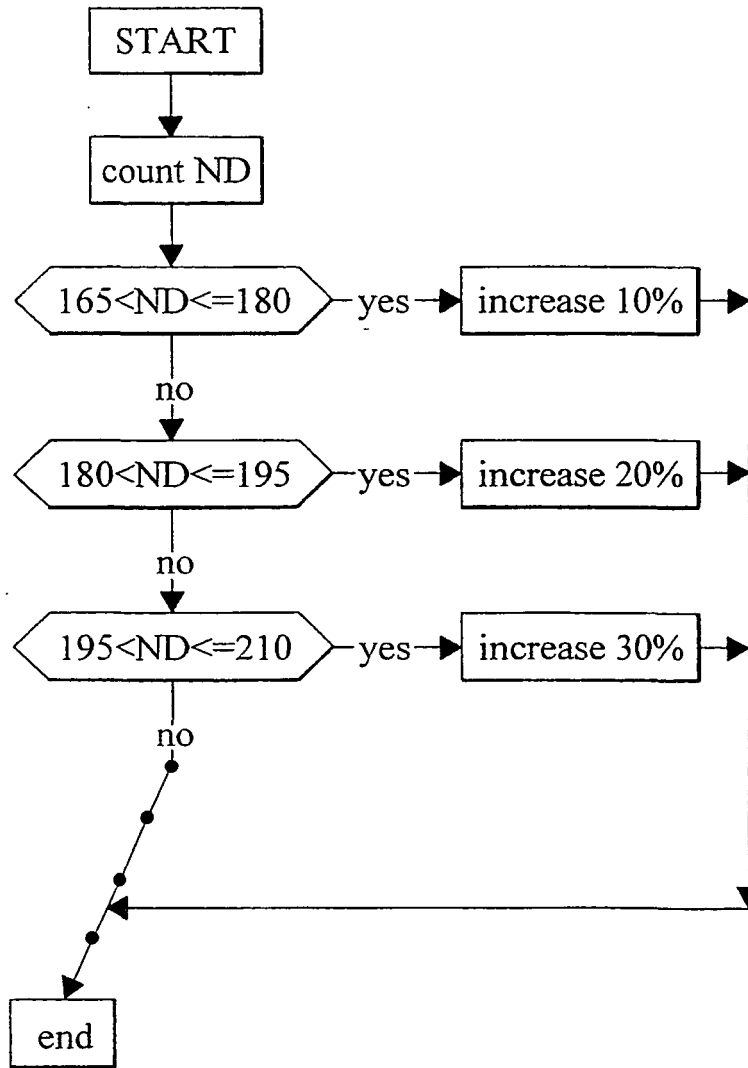 START
count ND
165<ND<=180
yes
increase 10%
no
180<ND<=195
yes
increase 20%
no
195<ND<=210
yes
increase 30%
no
end